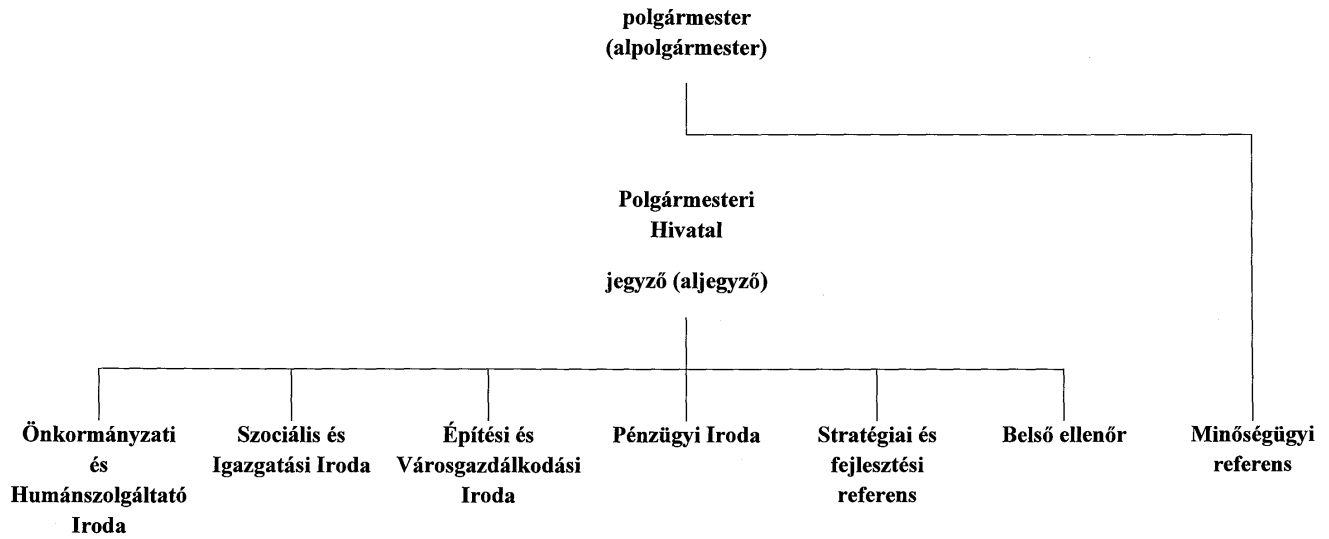 polgármester
(alpolgármester)
Polgármesteri
Hivatal
jegyző (aljegyző)
Önkormányzati
és
Humánszolgáltató
Iroda
Szociális és
Igazgatási Iroda
Építési és
Városgazdálkodási
Iroda
Pénzügyi Iroda
Stratégiai és
fejlesztési
referens
Belső ellenőr
Minőségügyi
referens